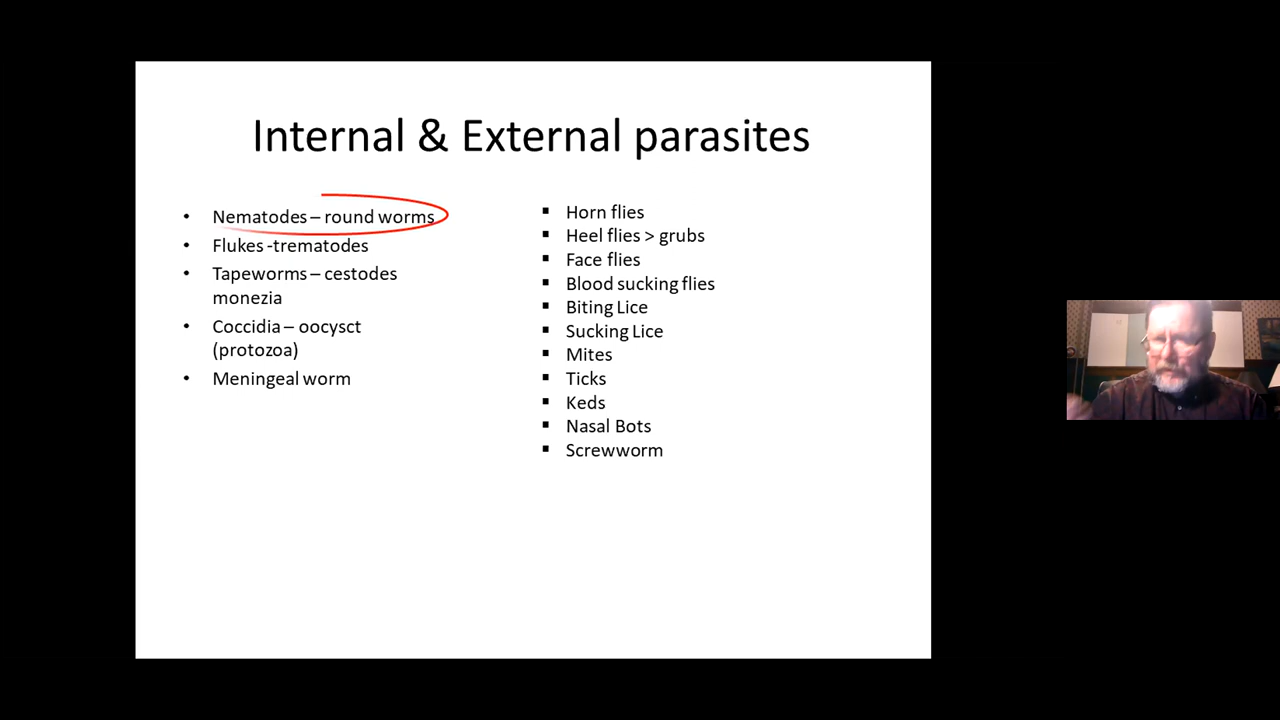 Internal & External parasites
• Nematodes – round worms
• Flukes -trematodes
• Tapeworms – cestodes
monezia
• Coccidia – oocysct
(protozoa)
• Meningeal worm
▪ Horn flies
▪ Heel flies > grubs
▪ Face flies
▪ Blood sucking flies
▪ Biting Lice
▪ Sucking Lice
▪ Mites
▪ Ticks
▪ Keds
▪ Nasal Bots
▪ Screwworm